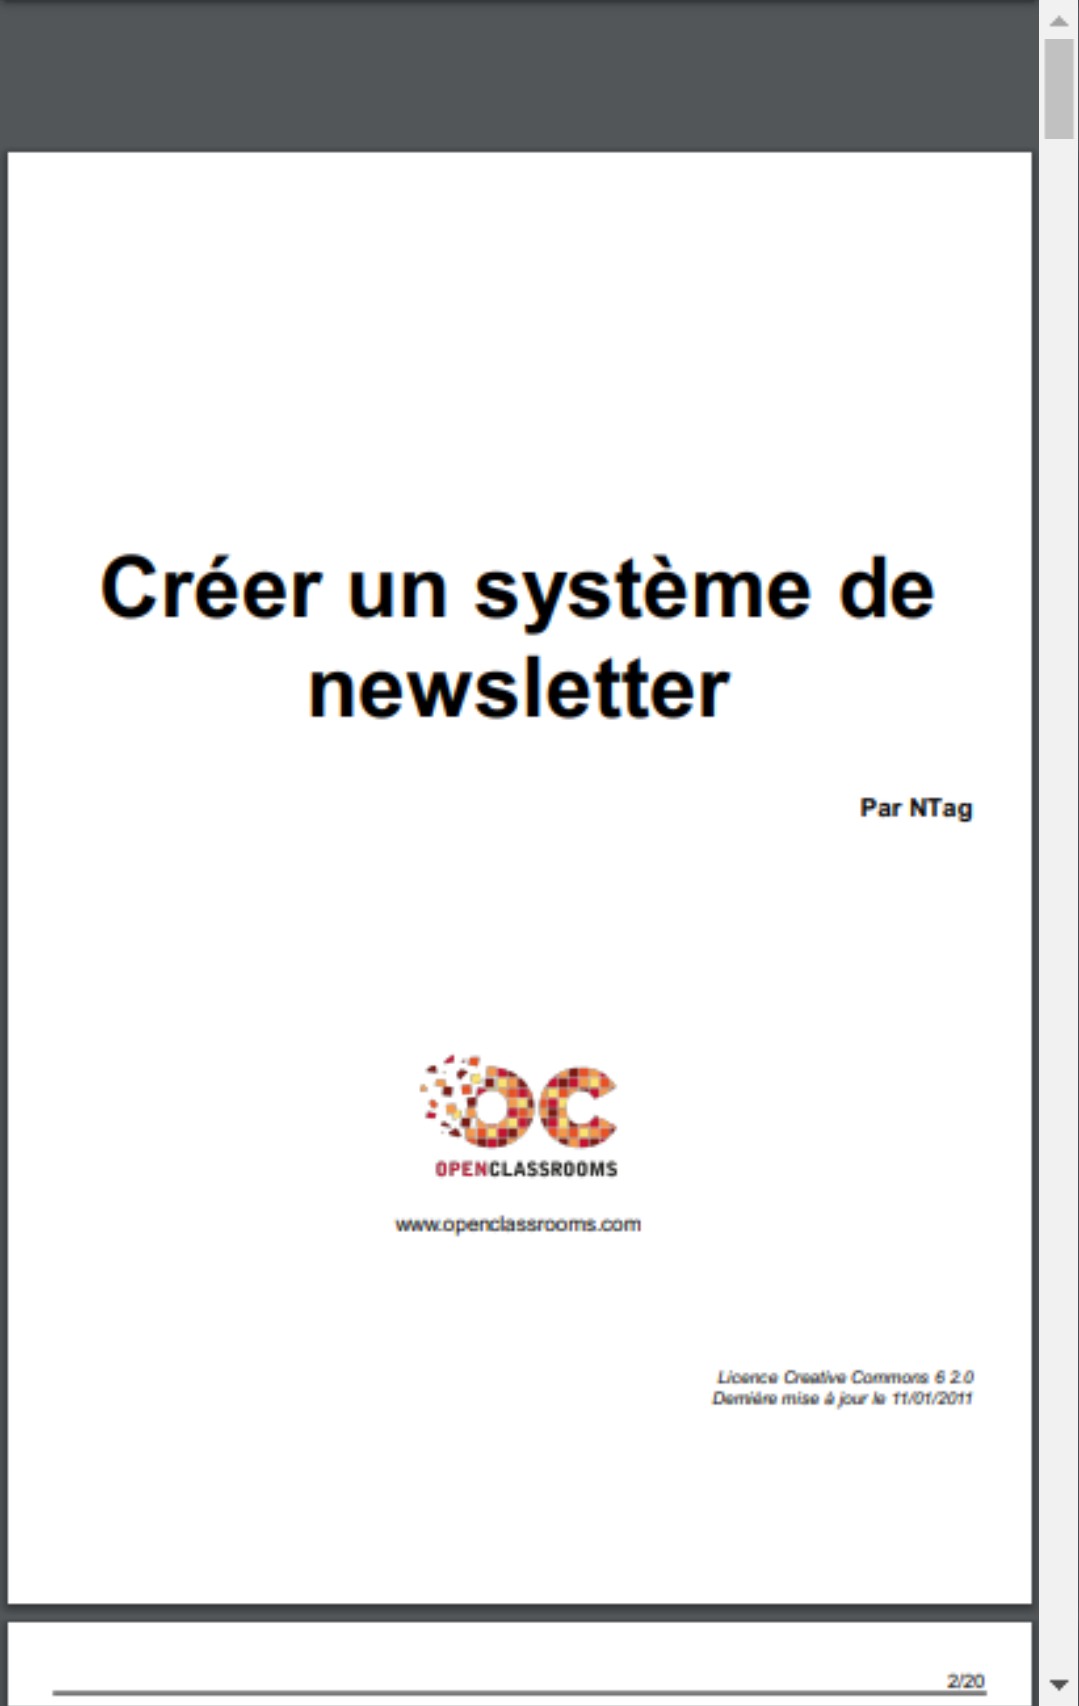 Créer un système de
newsletter
Par NTag
OPENCLASSROOMS
www.openclassrooms.com
Licence Creative Commons 6 2.0
Dernière mise à jour le 11/01/2011
2/20